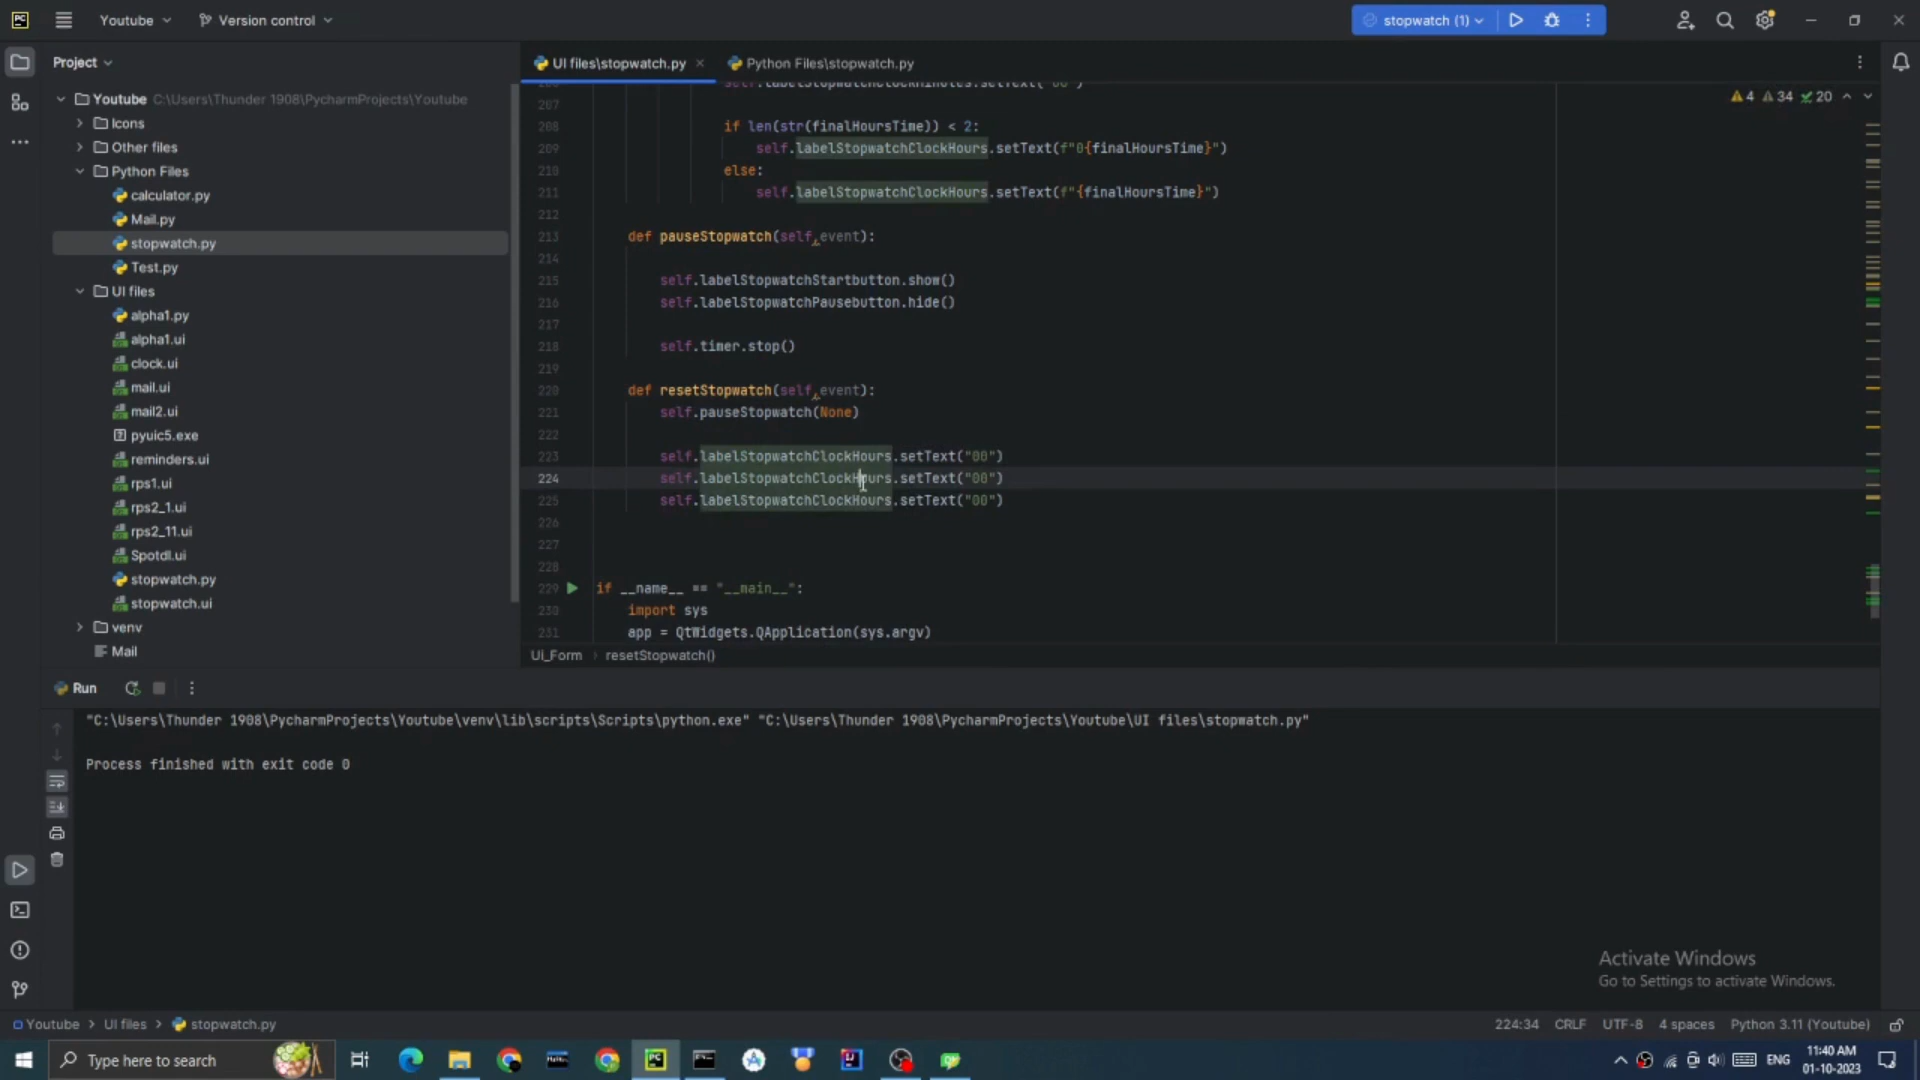 PC
Youtube
Version control
stopwatch (1)
Project
UI files\stopwatch.py
Python Files\stopwatch.py
Youtube C:\Users\Thunder 1908\PycharmProjects\Youtube
Icons
Other files
Python Files
calculator.py
Mail.py
stopwatch.py
Test.py
UI files
alpha1.py
alpha1.ui
clock.ui
mail.ui
mail2.ui
pyuic5.exe
reminders.ui
rps1.ui
rps2_1.ui
rps2_11.ui
Spotdl.ui
stopwatch.py
stopwatch.ui
venv
Mail
4 34 20
207
208 if len(str(finalHoursTime)) < 2:
209 self.labelStopwatchClockHours.setText(f"0{finalHoursTime}")
210 else:
211 self.labelStopwatchClockHours.setText(f"{finalHoursTime}")
212
213 def pauseStopwatch(self,event):
214
215 self.labelStopwatchStartbutton.show()
216 self.labelStopwatchPausebutton.hide()
217
218 self.timer.stop()
219
220 def resetStopwatch(self,event):
221 self.pauseStopwatch(None)
222
223 self.labelStopwatchClockHours.setText("00")
224 self.labelStopwatchClockHours.setText("00")
225 self.labelStopwatchClockHours.setText("00")
226
227
228
229 if __name__ == "__main__":
230 import sys
231 app = QtWidgets.QApplication(sys.argv)
Ui_Form > resetStopwatch()
Run
"C:\Users\Thunder 1908\PycharmProjects\Youtube\venv\lib\scripts\Scripts\python.exe" "C:\Users\Thunder 1908\PycharmProjects\Youtube\UI files\stopwatch.py"
Process finished with exit code 0
Activate Windows
Go to Settings to activate Windows.
Youtube > UI files > stopwatch.py
224:34 CRLF UTF-8 4 spaces Python 3.11 (Youtube)
Type here to search
ENG
11:40 AM
01-10-2023